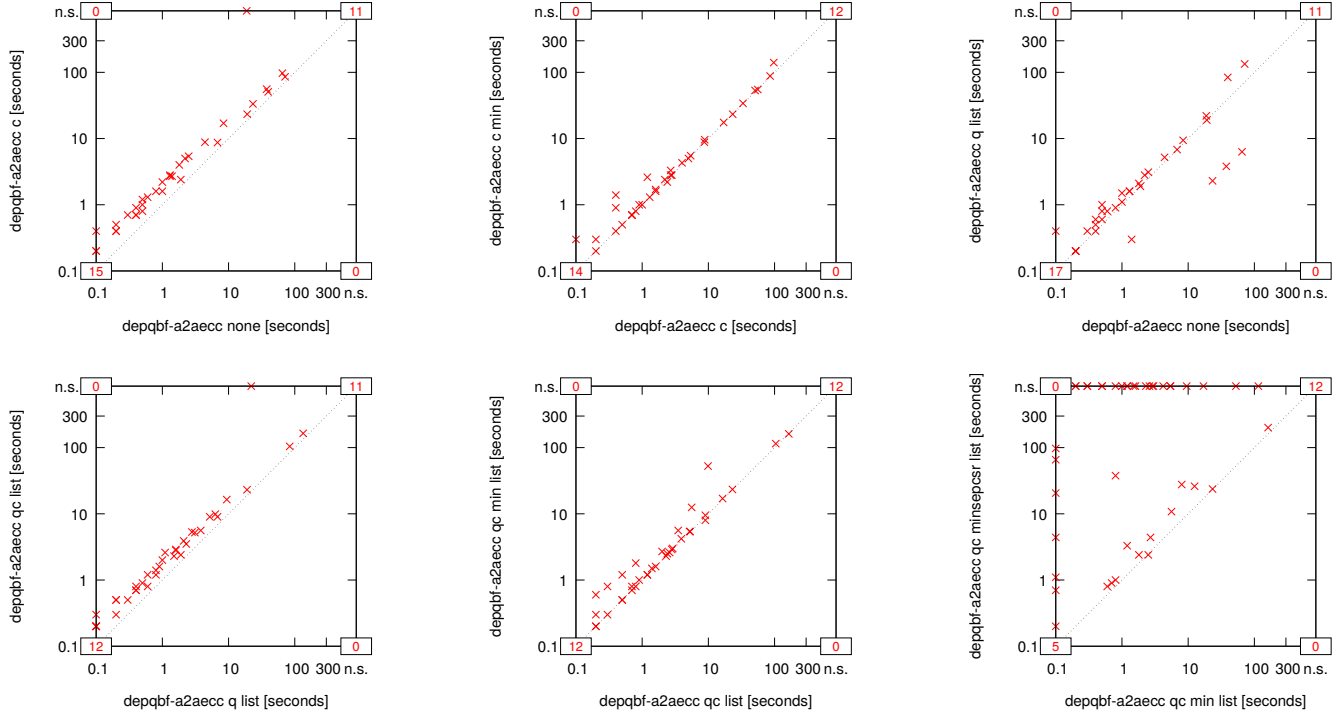 n.s. 0 11
300
100
10
1
0.1 15 0
0.1 1 10 100 300 n.s.
depqbf-a2aecc c [seconds]
depqbf-a2aecc none [seconds]
n.s. 0 12
300
100
10
1
0.1 14 0
0.1 1 10 100 300 n.s.
depqbf-a2aecc c min [seconds]
depqbf-a2aecc c [seconds]
n.s. 0 11
300
100
10
1
0.1 17 0
0.1 1 10 100 300 n.s.
depqbf-a2aecc q list [seconds]
depqbf-a2aecc none [seconds]
n.s. 0 11
300
100
10
1
0.1 12 0
0.1 1 10 100 300 n.s.
depqbf-a2aecc qc list [seconds]
depqbf-a2aecc q list [seconds]
n.s. 0 12
300
100
10
1
0.1 12 0
0.1 1 10 100 300 n.s.
depqbf-a2aecc qc min list [seconds]
depqbf-a2aecc qc list [seconds]
n.s. 0 12
300
100
10
1
0.1 5 0
0.1 1 10 100 300 n.s.
depqbf-a2aecc qc minsepcsr list [seconds]
depqbf-a2aecc qc min list [seconds]